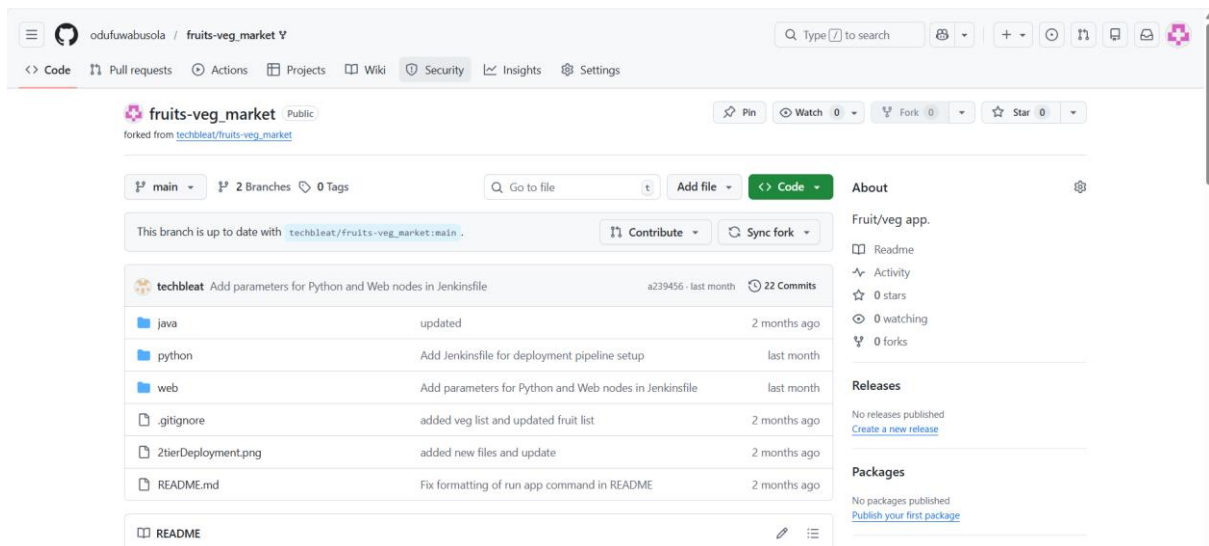 odufuwabusola / fruits-veg_market
Type / to search
Code Pull requests Actions Projects Wiki Security Insights Settings
fruits-veg_market Public
Pin Watch 0 Fork 0 Star 0
forked from techbleat/fruits-veg_market
main 2 Branches 0 Tags Go to file t Add file Code
About
This branch is up to date with techbleat/fruits-veg_market:main .
Contribute Sync fork
Fruit/veg app.
Readme
Activity
0 stars
0 watching
0 forks
techbleat Add parameters for Python and Web nodes in Jenkinsfile a239456 · last month 22 Commits
java updated 2 months ago
python Add Jenkinsfile for deployment pipeline setup last month
web Add parameters for Python and Web nodes in Jenkinsfile last month
.gitignore added veg list and updated fruit list 2 months ago
2tierDeployment.png added new files and update 2 months ago
README.md Fix formatting of run app command in README 2 months ago
Releases
No releases published
Create a new release
Packages
No packages published
Publish your first package
README